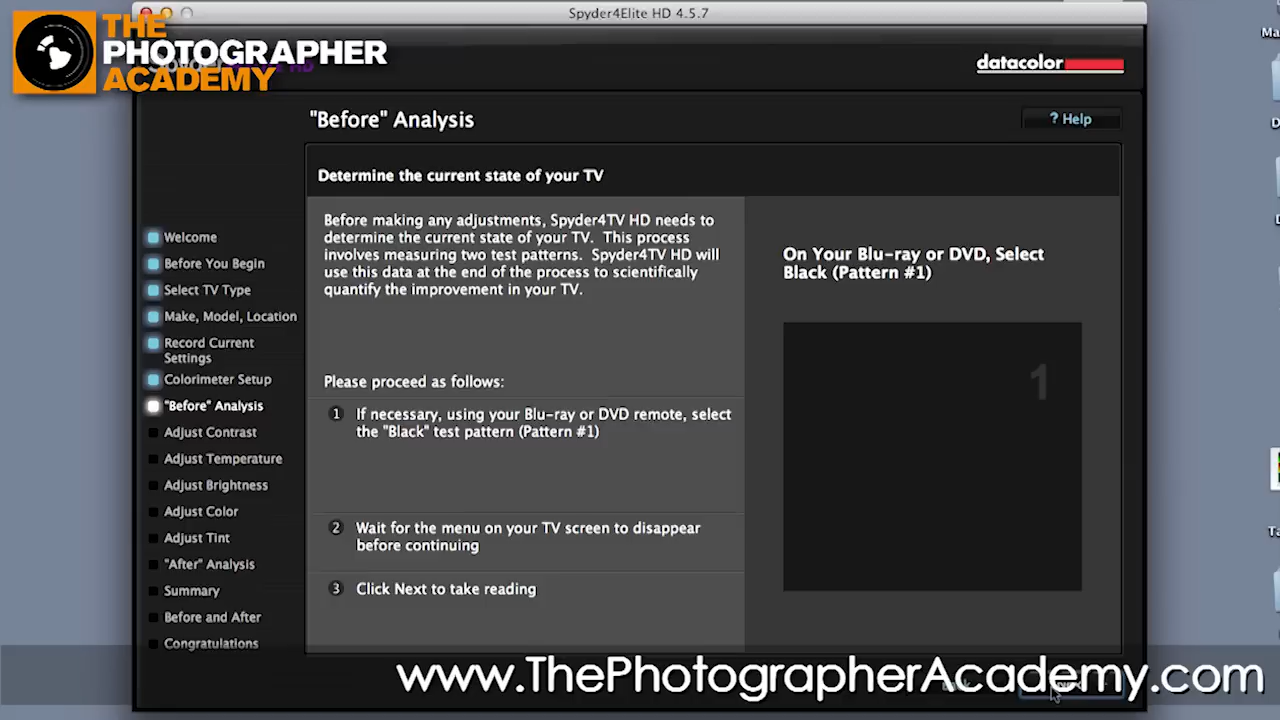 Spyder4Elite HD 4.5.7
THE
PHOTOGRAPHER
ACADEMY
datacolor
"Before" Analysis
? Help
Determine the current state of your TV
Before making any adjustments, Spyder4TV HD needs to
determine the current state of your TV. This process
involves measuring two test patterns. Spyder4TV HD will
use this data at the end of the process to scientifically
quantify the improvement in your TV.
Please proceed as follows:
1 If necessary, using your Blu-ray or DVD remote, select
the "Black" test pattern (Pattern #1)
2 Wait for the menu on your TV screen to disappear
before continuing
3 Click Next to take reading
On Your Blu-ray or DVD, Select
Black (Pattern #1)
1
Welcome
Before You Begin
Select TV Type
Make, Model, Location
Record Current
Settings
Colorimeter Setup
"Before" Analysis
Adjust Contrast
Adjust Temperature
Adjust Brightness
Adjust Color
Adjust Tint
"After" Analysis
Summary
Before and After
Congratulations
www.ThePhotographerAcademy.com